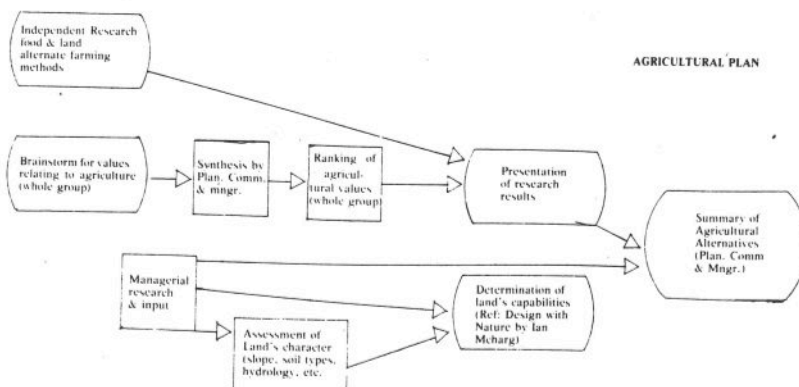 Independent Research
food & land
alternate farming
methods
AGRICULTURAL PLAN
Brainstorm for values
relating to agriculture
(whole group)
Synthesis by
Plan. Comm.
& mngr.
Ranking of
agricul-
tural values
(whole group)
Presentation
of research
results
Summary of
Agricultural
Alternatives
(Plan. Comm
& Mngr.)
Managerial
research
& input
Determination of
land's capabilities
(Ref: Design with
Nature by Ian
Mcharg)
Assessment of
Land's character
(slope, soil types,
hydrology, etc.